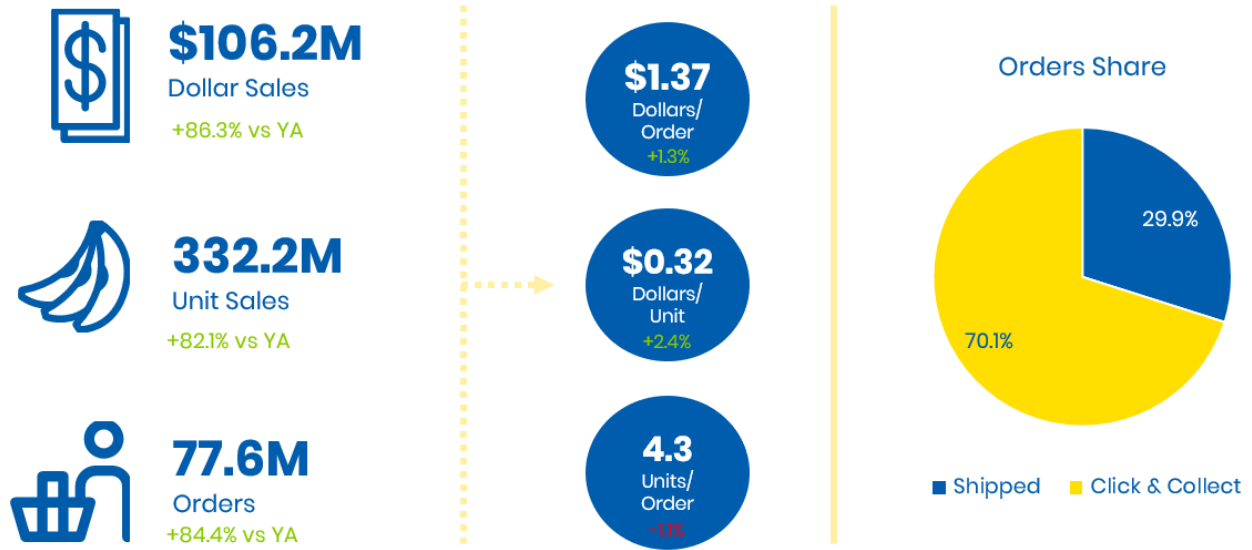 $106.2M
Dollar Sales
+86.3% vs YA
332.2M
Unit Sales
+82.1% vs YA
77.6M
Orders
+84.4% vs YA
$1.37
Dollars/
Order
+1.3%
$0.32
Dollars/
Unit
+2.4%
4.3
Units/
Order
-1.1%
Orders Share
29.9%
70.1%
Shipped
Click & Collect